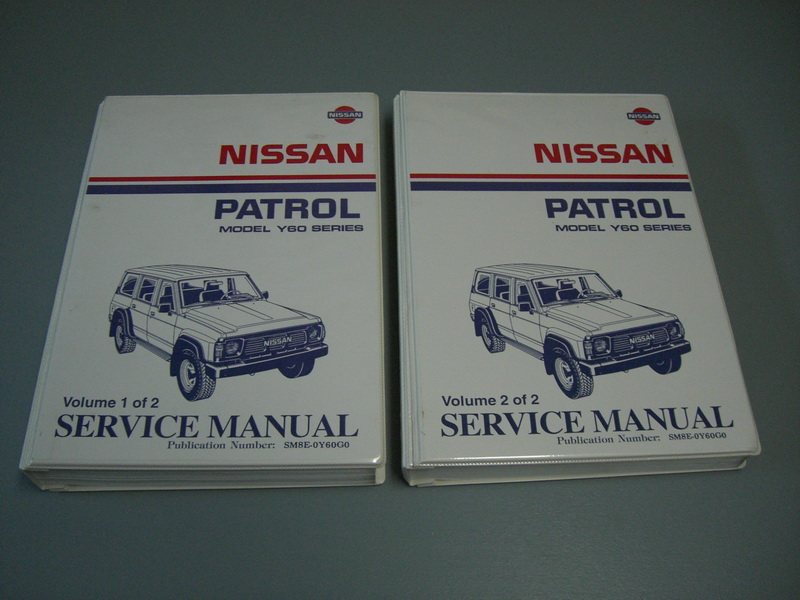 NISSAN
NISSAN
PATROL
MODEL Y60 SERIES
NISSAN
Volume 1 of 2
SERVICE MANUAL
Publication Number: SM8E-0Y60G0
NISSAN
NISSAN
PATROL
MODEL Y60 SERIES
NISSAN
Volume 2 of 2
SERVICE MANUAL
Publication Number: SM8E-0Y60G0